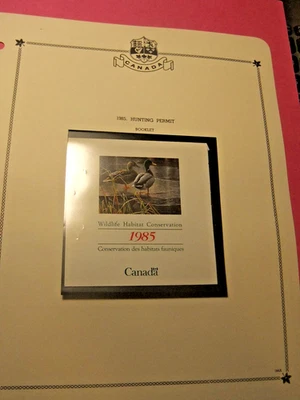 CANADA
1985 HUNTING PERMIT
BOOKLET
Wildlife Habitat Conservation
1985
Conservation des habitats fauniques
Canada